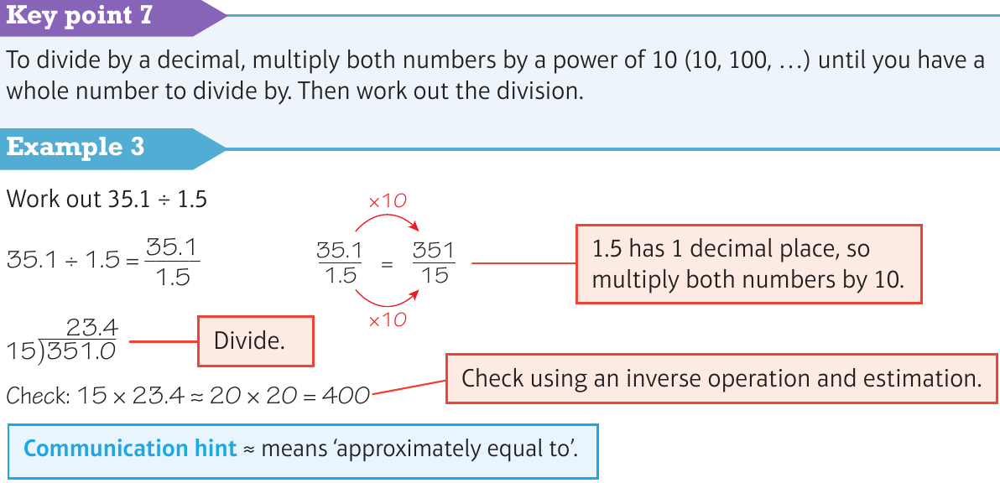 Key point 7
To divide by a decimal, multiply both numbers by a power of 10 (10, 100, …) until you have a
whole number to divide by. Then work out the division.
Example 3
Work out 35.1 ÷ 1.5
35.1 ÷ 1.5 = 35.1/1.5
×10
35.1/1.5 = 351/15
×10
1.5 has 1 decimal place, so
multiply both numbers by 10.
23.4
15)351.0
Divide.
Check: 15 × 23.4 ≈ 20 × 20 = 400
Check using an inverse operation and estimation.
Communication hint ≈ means ‘approximately equal to’.